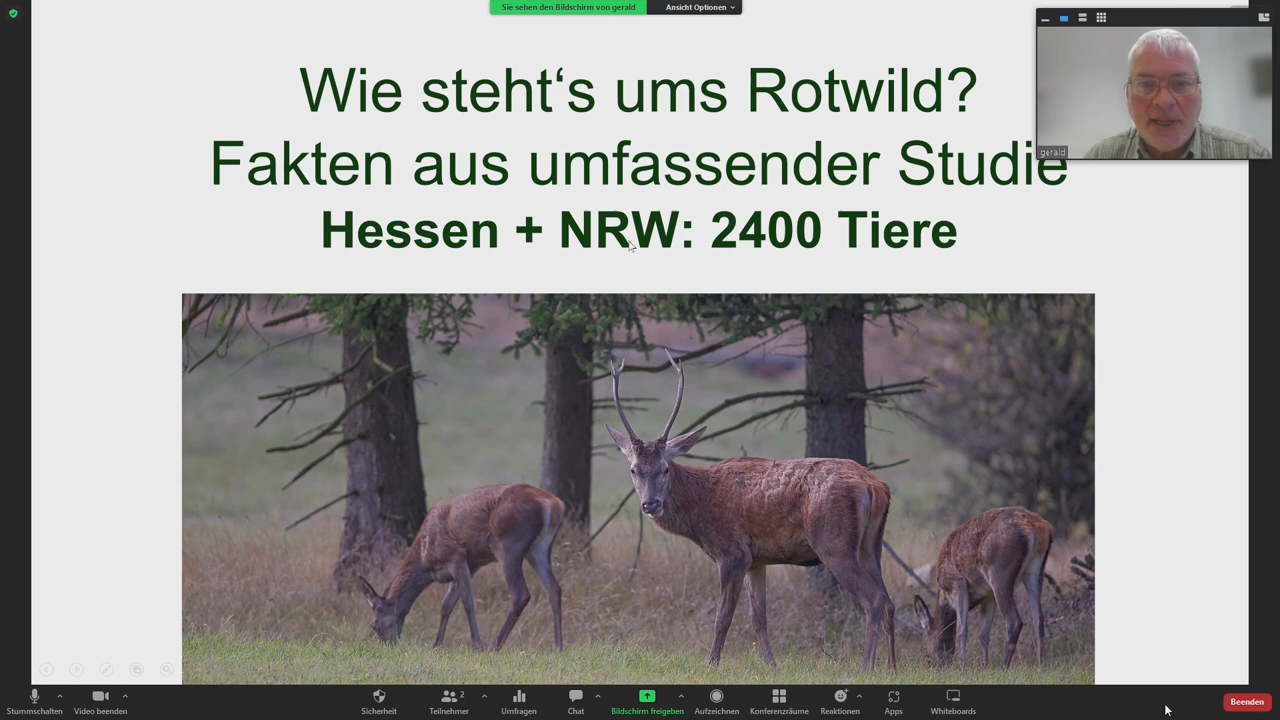 Sie sehen den Bildschirm von gerald
Ansicht Optionen
Wie steht‘s ums Rotwild?
Fakten aus umfassender Studie
Hessen + NRW: 2400 Tiere
gerald
Stummschalten
Video beenden
Sicherheit
2
Teilnehmer
Umfragen
Chat
Bildschirm freigeben
Aufzeichnen
Konferenzräume
Reaktionen
Apps
Whiteboards
Beenden